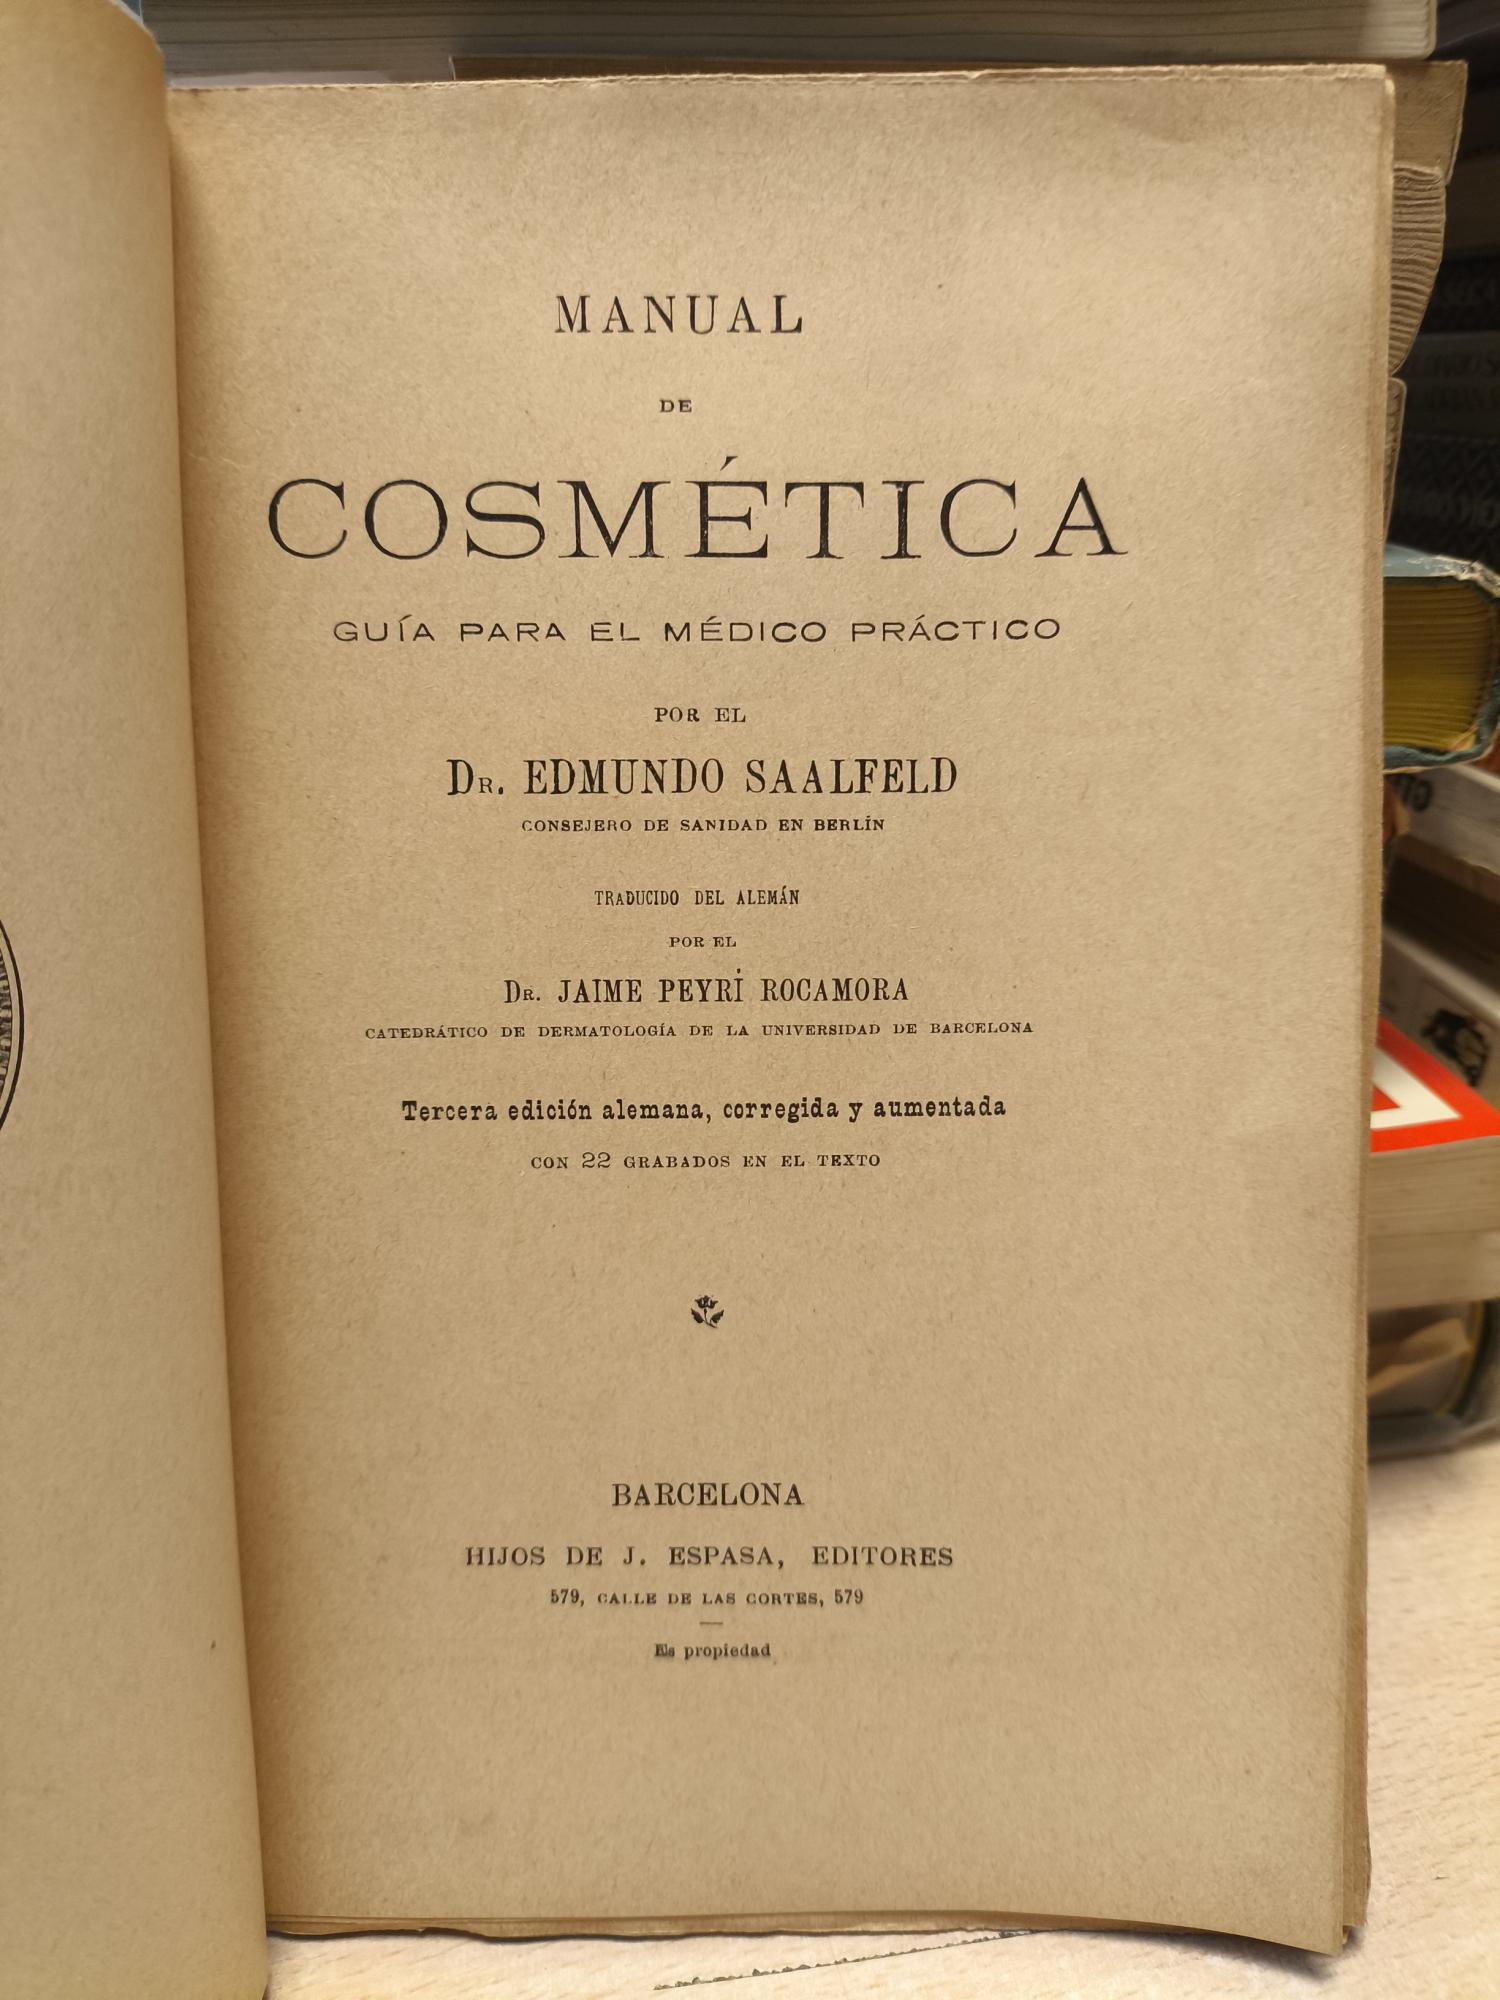 MANUAL
DE
COSMÉTICA
GUÍA PARA EL MÉDICO PRÁCTICO
POR EL
DR. EDMUNDO SAALFELD
CONSEJERO DE SANIDAD EN BERLÍN
TRADUCIDO DEL ALEMÁN
POR EL
DR. JAIME PEYRÍ ROCAMORA
CATEDRÁTICO DE DERMATOLOGÍA DE LA UNIVERSIDAD DE BARCELONA
Tercera edición alemana, corregida y aumentada
CON 22 GRABADOS EN EL TEXTO
BARCELONA
HIJOS DE J. ESPASA, EDITORES
579, CALLE DE LAS CORTES, 579
Es propiedad